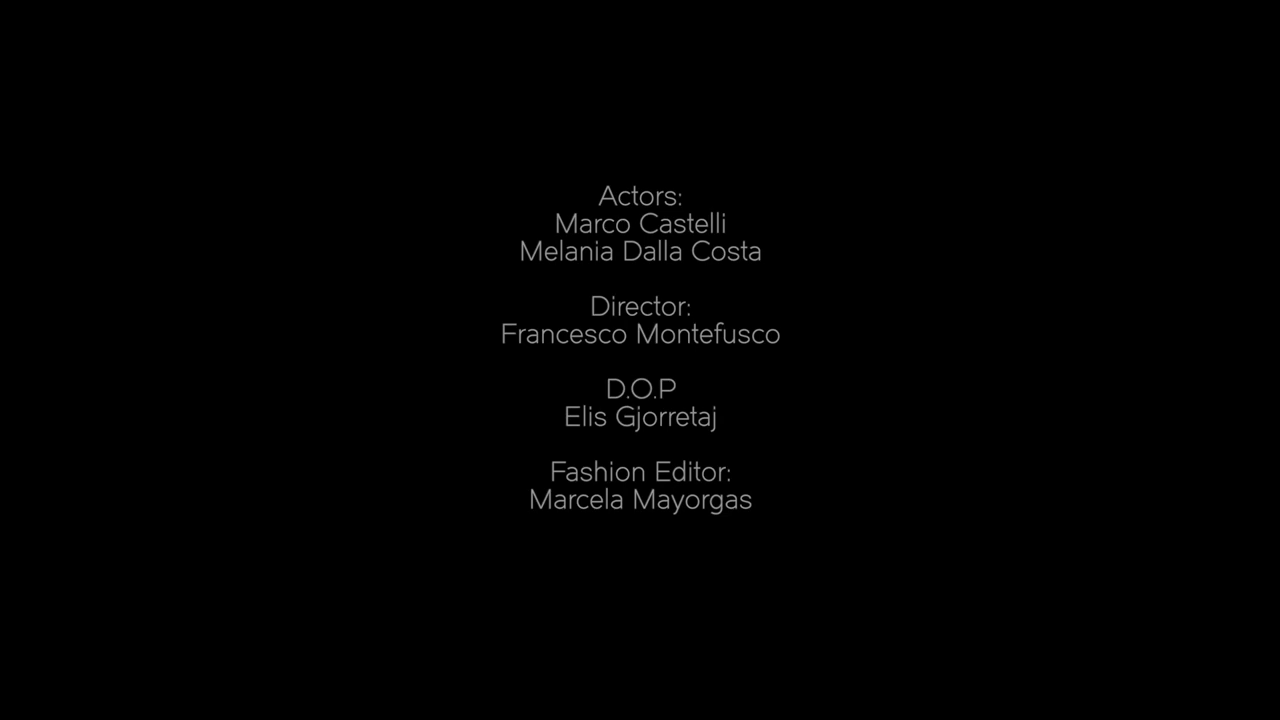 Actors:
Marco Castelli
Melania Dalla Costa
Director:
Francesco Montefusco
D.O.P
Elis Gjorretaj
Fashion Editor:
Marcela Mayorgas